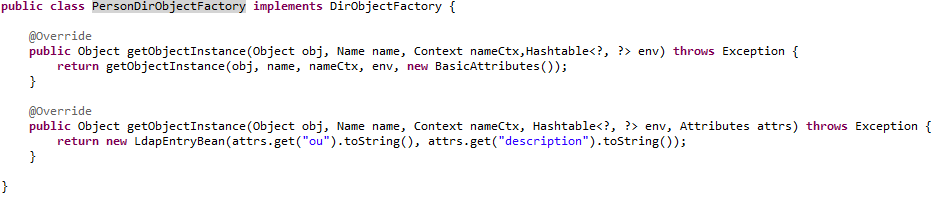 public class PersonDirObjectFactory implements DirObjectFactory {
@Override
public Object getObjectInstance(Object obj, Name name, Context nameCtx,Hashtable<?, ?> env) throws Exception {
return getObjectInstance(obj, name, nameCtx, env, new BasicAttributes());
}
@Override
public Object getObjectInstance(Object obj, Name name, Context nameCtx, Hashtable<?, ?> env, Attributes attrs) throws Exception {
return new LdapEntryBean(attrs.get("ou").toString(), attrs.get("description").toString());
}
}